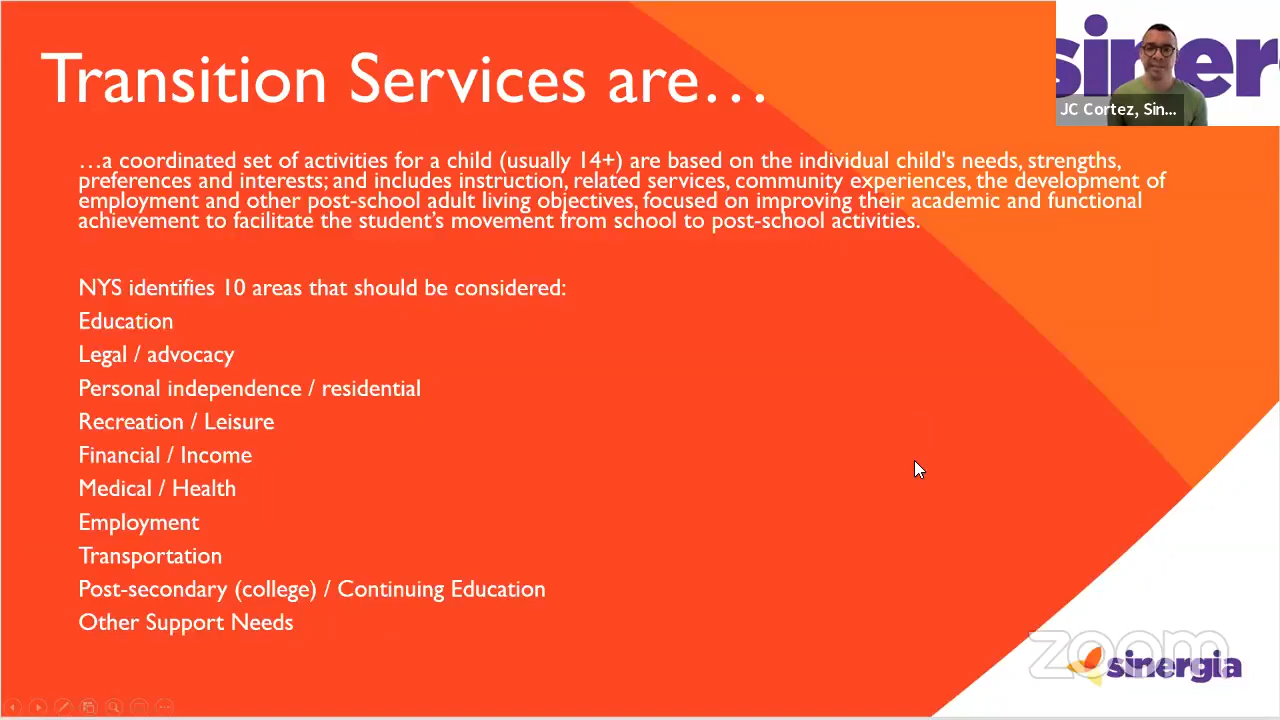 Transition Services are…
sinergi
JC Cortez, Sin...
…a coordinated set of activities for a child (usually 14+) are based on the individual child's needs, strengths,
preferences and interests; and includes instruction, related services, community experiences, the development of
employment and other post-school adult living objectives, focused on improving their academic and functional
achievement to facilitate the student's movement from school to post-school activities.
NYS identifies 10 areas that should be considered:
Education
Legal / advocacy
Personal independence / residential
Recreation / Leisure
Financial / Income
Medical / Health
Employment
Transportation
Post-secondary (college) / Continuing Education
Other Support Needs
zoom
sinergia